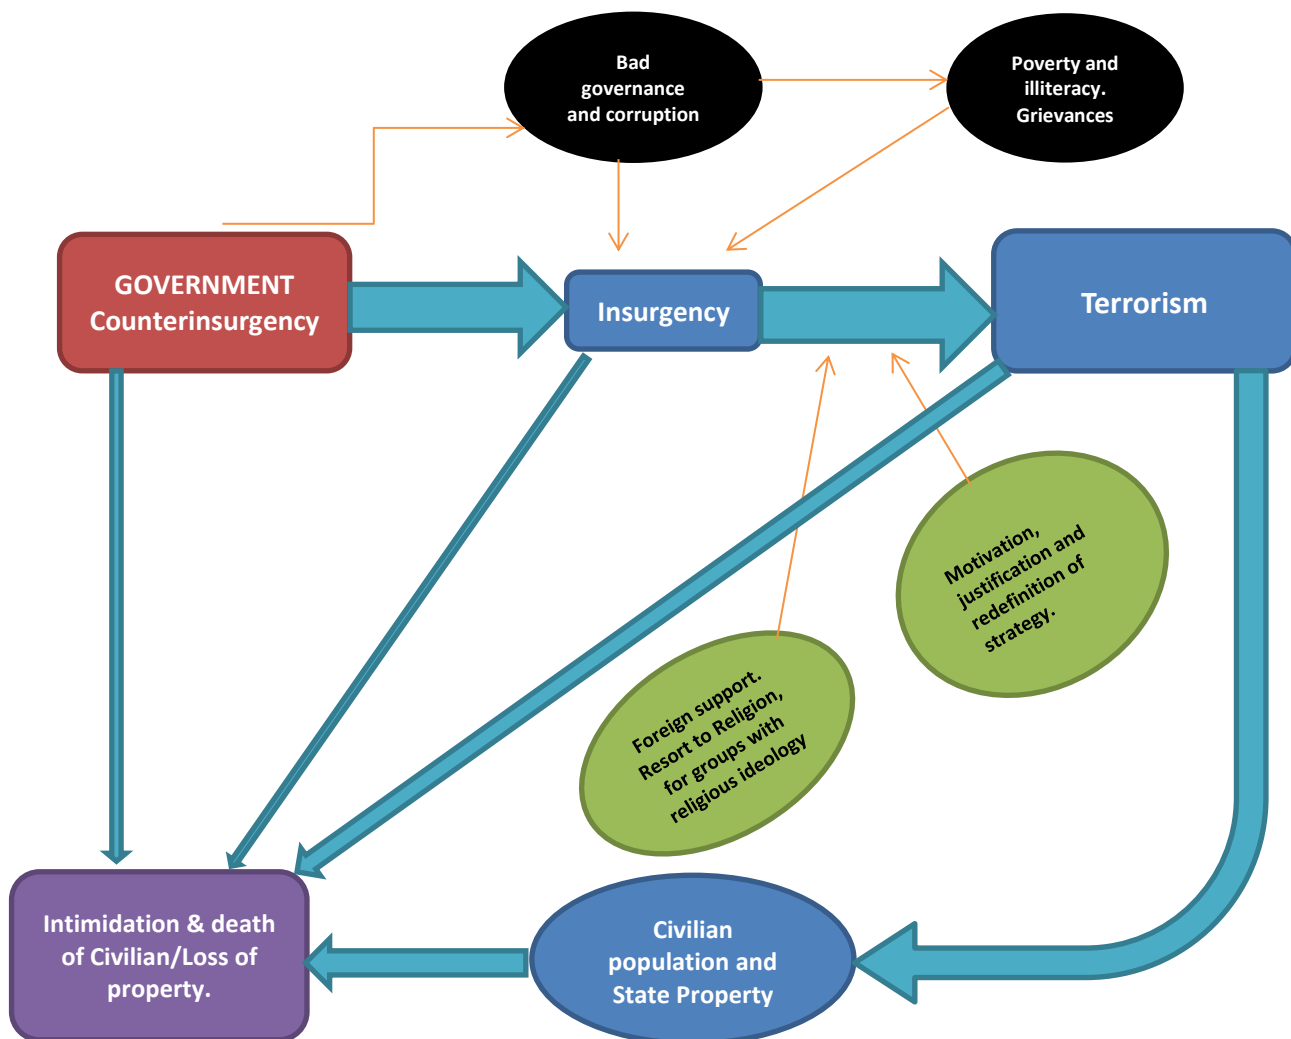 Bad
governance
and corruption
Poverty and
illiteracy.
Grievances
GOVERNMENT
Counterinsurgency
Insurgency
Terrorism
Motivation,
justification and
redefinition of
strategy.
Foreign support.
Resort to Religion,
for groups with
religious ideology
Intimidation & death
of Civilian/Loss of
property.
Civilian
population and
State Property